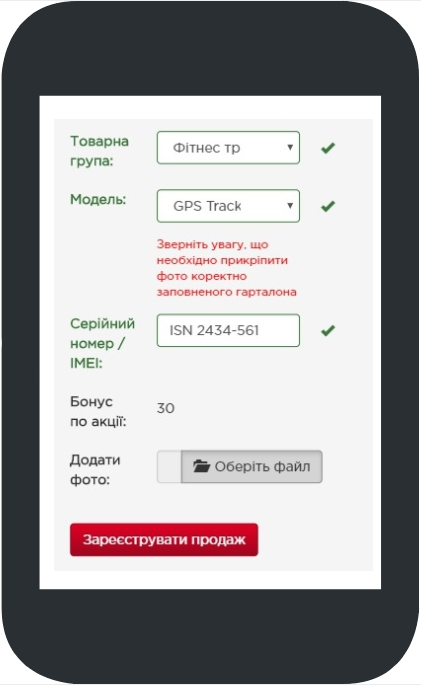 Товарна
група:
Фітнес тр
Модель:
GPS Track
Зверніть увагу, що
необхідно прикріпити
фото коректно
заповненого гарталона
Серійний
номер /
IMEI:
ISN 2434-561
Бонус
по акції:
30
Додати
фото:
Оберіть файл
Зареєструвати продаж